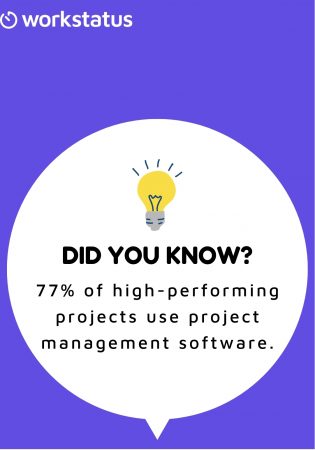 workstatus
DID YOU KNOW?
77% of high-performing
projects use project
management software.